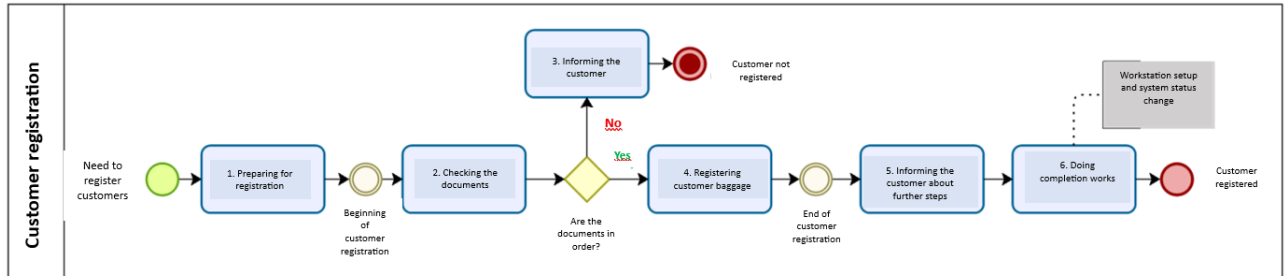 Customer registration
Need to
register
customers
1. Preparing for
registration
Beginning
of
customer
registration
2. Checking the
documents
Are the
documents in
order?
No
3. Informing the
customer
Customer not
registered
Yes
4. Registering
customer baggage
End of
customer
registration
5. Informing the
customer about
further steps
6. Doing
completion works
Workstation setup
and system status
change
Customer
registered